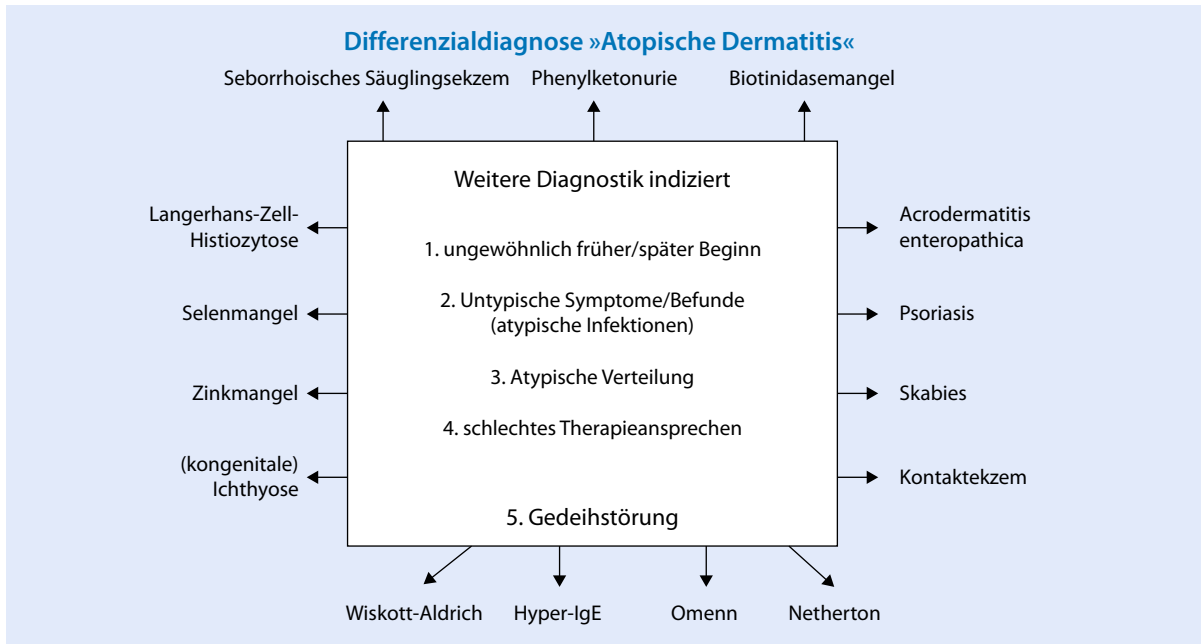 Differenzialdiagnose »Atopische Dermatitis«
Seborrhoisches Säuglingsekzem
Phenylketonurie
Biotinidasemangel
Weitere Diagnostik indiziert
1. ungewöhnlich früher/später Beginn
2. Untypische Symptome/Befunde
(atypische Infektionen)
3. Atypische Verteilung
4. schlechtes Therapieansprechen
5. Gedeihstörung
Langerhans-Zell-
Histiozytose
Selenmangel
Zinkmangel
(kongenitale)
Ichthyose
Acrodermatitis
enteropathica
Psoriasis
Skabies
Kontaktekzem
Wiskott-Aldrich
Hyper-IgE
Omenn
Netherton